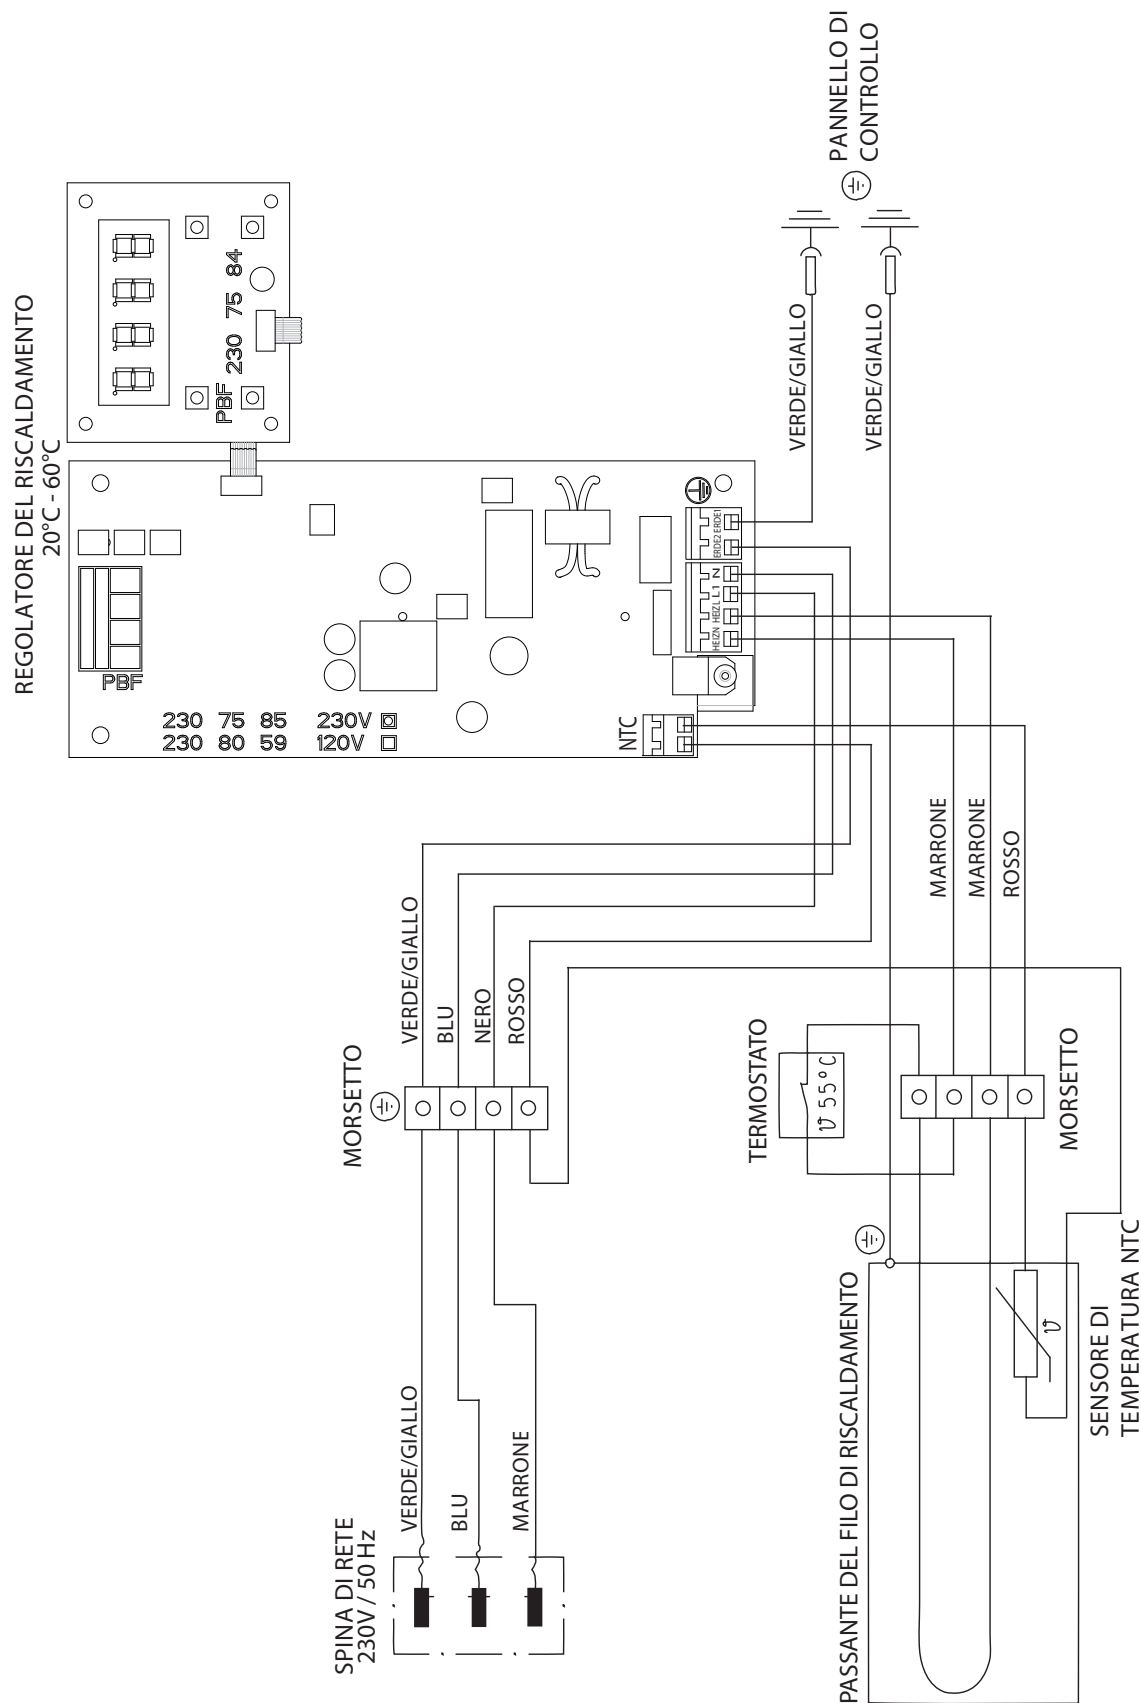 REGOLATORE DEL RISCALDAMENTO
20°C - 60°C
PBF
230 75 84
PBF
230 75 85 230V
230 80 59 120V
NTC
HEIZN HEIZL L1 N
ERDE2 ERDE1
PANNELLO DI
CONTROLLO
VERDE/GIALLO
VERDE/GIALLO
MARRONE
MARRONE
ROSSO
VERDE/GIALLO
BLU
NERO
ROSSO
MORSETTO
TERMOSTATO
ϑ 55°C
MORSETTO
SPINA DI RETE
230V / 50 Hz
VERDE/GIALLO
BLU
MARRONE
PASSANTE DEL FILO DI RISCALDAMENTO
ϑ
SENSORE DI
TEMPERATURA NTC